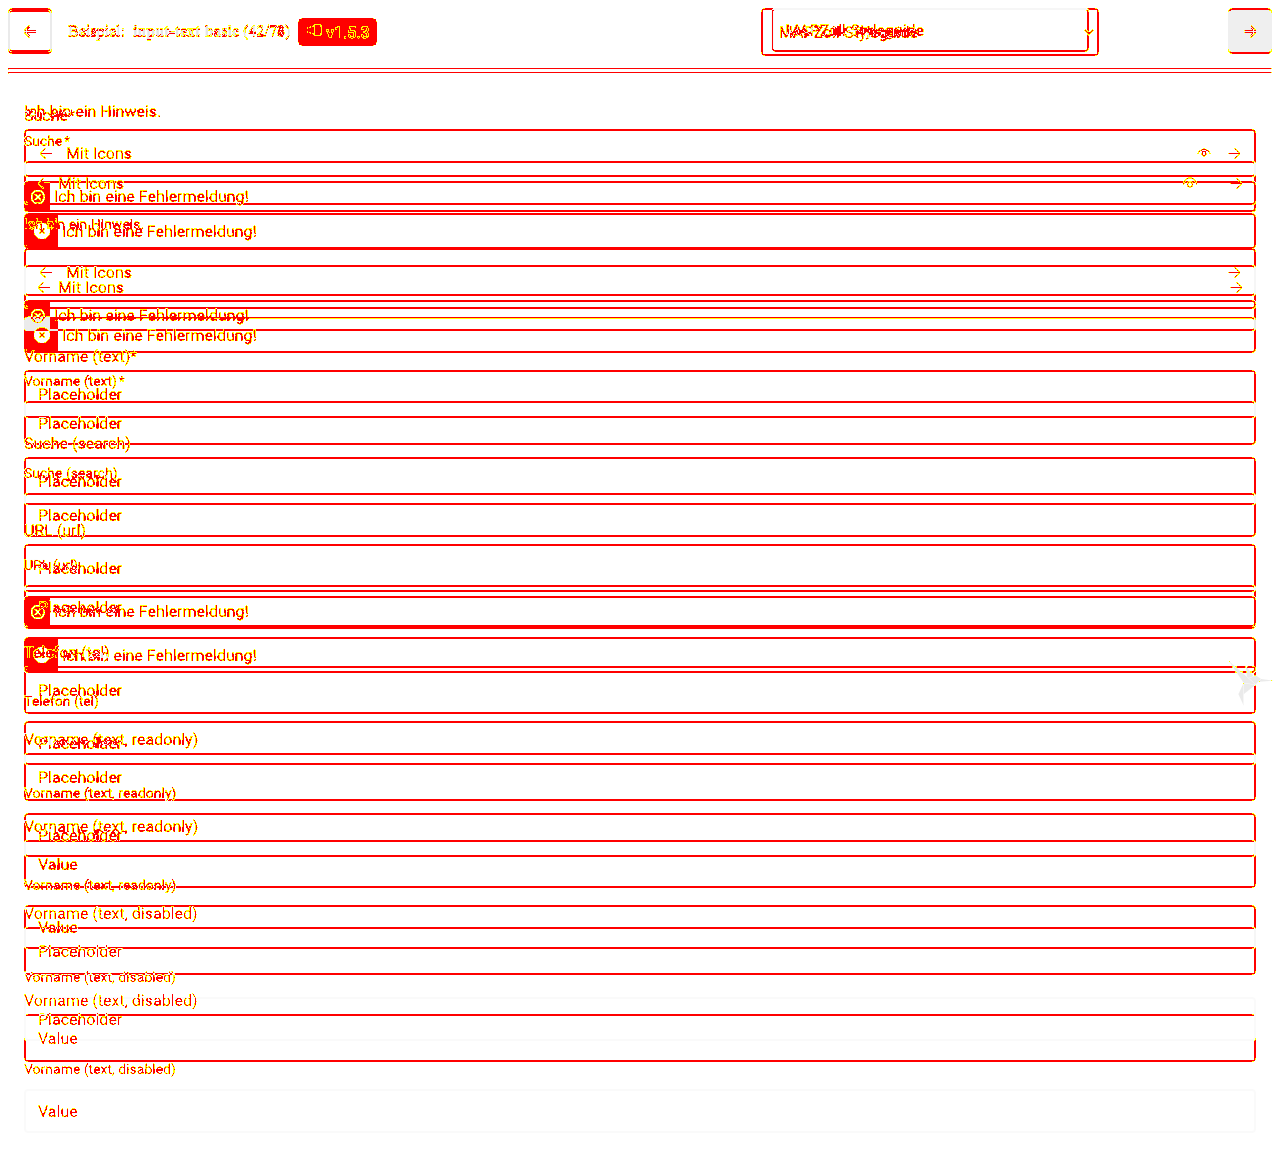 Beispiel: input-text basic (42/78) v1.5.3
Ich bin ein Hinweis.
Suche*
Suche*
Mit Icons
Mit Icons
Ich bin eine Fehlermeldung!
Ich bin ein Hinweis.
Ich bin eine Fehlermeldung!
Mit Icons
Mit Icons
Ich bin eine Fehlermeldung!
Ich bin eine Fehlermeldung!
Vorname (text)*
Vorname (text)*
Placeholder
Placeholder
Suche (search)
Suche (search)
Placeholder
Placeholder
URL (url)
URL (url)
Placeholder
Placeholder
Ich bin eine Fehlermeldung!
Telefon (tel)
Ich bin eine Fehlermeldung!
Placeholder
Telefon (tel)
Vorname (text, readonly)
Placeholder
Placeholder
Vorname (text, readonly)
Vorname (text, readonly)
Placeholder
Value
Vorname (text, readonly)
Vorname (text, disabled)
Value
Placeholder
Vorname (text, disabled)
Vorname (text, disabled)
Placeholder
Value
Vorname (text, disabled)
Value